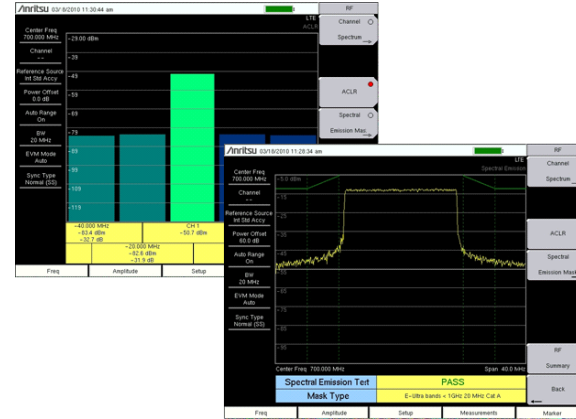 Anritsu 03/18/2010 11:30:44 am
LTE
ACLR
RF
Center Freq
700.000 MHz
Channel
--
Reference Source
Int Std Accy
Power Offset
0.0 dB
Auto Range
On
BW
20 MHz
EVM Mode
Auto
Sync Type
Normal (SS)
-29.00 dBm
-39
-49
-59
-69
-79
-89
-99
-109
-119
Channel
Spectrum
ACLR
Spectral
Emission Mas
-40.000 MHz
-83.4 dBm
-32.7 dB
CH 1
-50.7 dBm
-20.000 MHz
-82.6 dBm
-31.9 dB
Freq
Amplitude
Setup
Anritsu 03/18/2010 11:28:34 am
LTE
Spectral Emission
RF
Center Freq
700.000 MHz
Channel
--
Reference Source
Int Std Accy
Power Offset
60.0 dB
Auto Range
On
BW
20 MHz
EVM Mode
Auto
Sync Type
Normal (SS)
-5.0 dBm
-15
-25
-35
-45
-55
-65
-75
-85
-95
Center Freq 700.000 MHz
Span 40.0 MHz
Spectral Emission Test
PASS
Mask Type
E-Utra bands < 1GHz 20 MHz Cat A
Channel
Spectrum
ACLR
Spectral
Emission Mask
RF
Summary
Back
Freq
Amplitude
Setup
Measurements
Marker